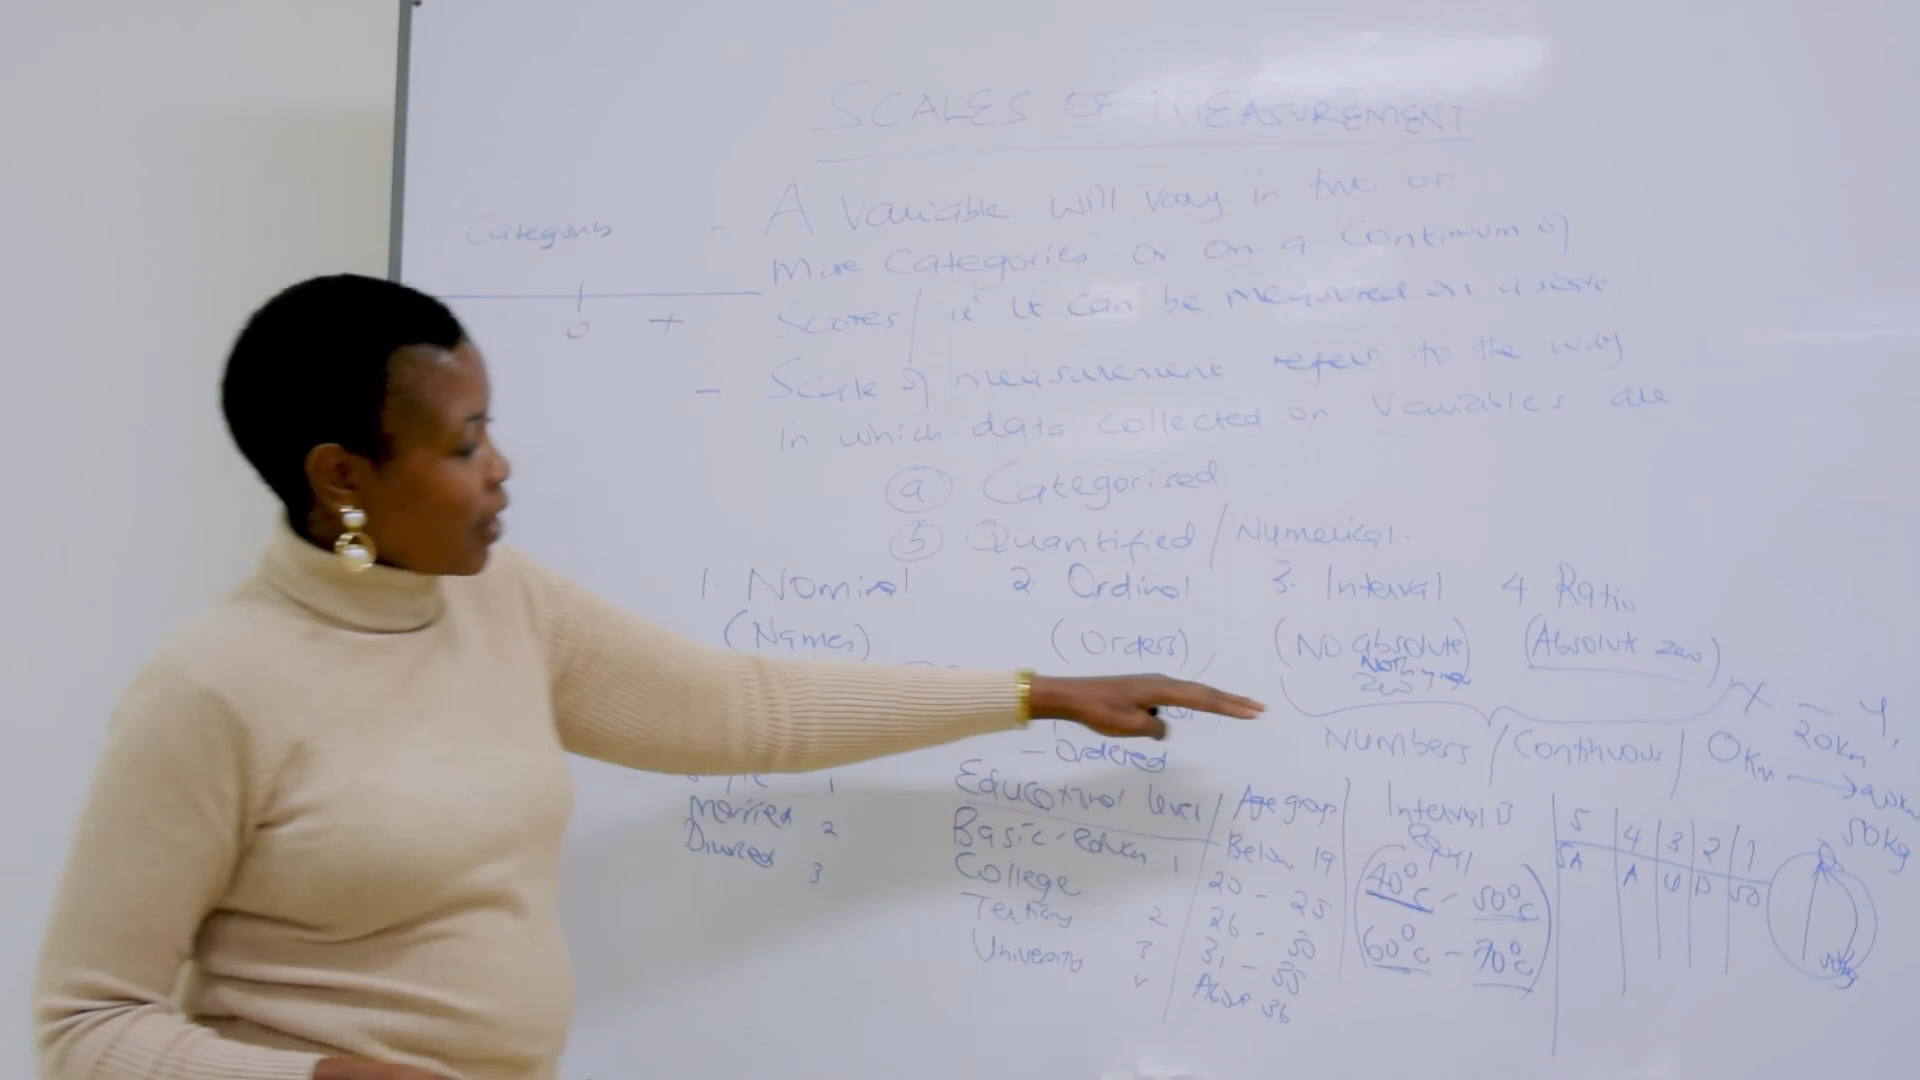 SCALES OF MEASUREMENT
Categories
0 +
- A Variable will vary in two or
more categories or on a continuum of
Scores / ie it can be measured on a scale
- Scale of measurement refers to the way
in which data collected on Variables are
(a) Categorised
(b) Quantified / Numerical.
1. Nominal
(Names)
Married 2
Divorced 3
2. Ordinal
(Orders)
- Ordered
Educational level
Basic-educn 1
College
Tertiary 2
University 3
Age group
Below 19
20 - 25
26 - 30
31 - 35
Above 36
3. Interval
(No absolute
zero
4 Ratio
(Absolute zero)
Numbers / Continuous
Interval is
Equal
40°C - 50°C
60°C - 70°C
5 4 3 2 1
SA A U D SD
0Km 20Km
50kg